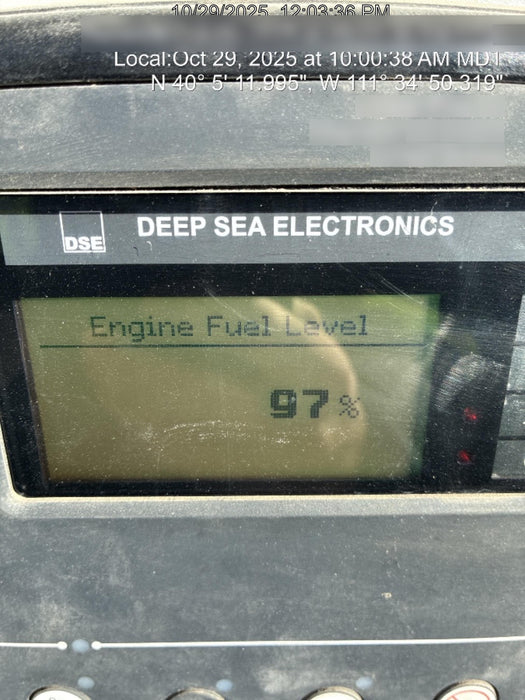 10/29/2025, 12:03:36 PM
Local:Oct 29, 2025 at 10:00:38 AM MDT
N 40° 5' 11.995", W 111° 34' 50.319"
DSE
DEEP SEA ELECTRONICS
Engine Fuel Level
97%